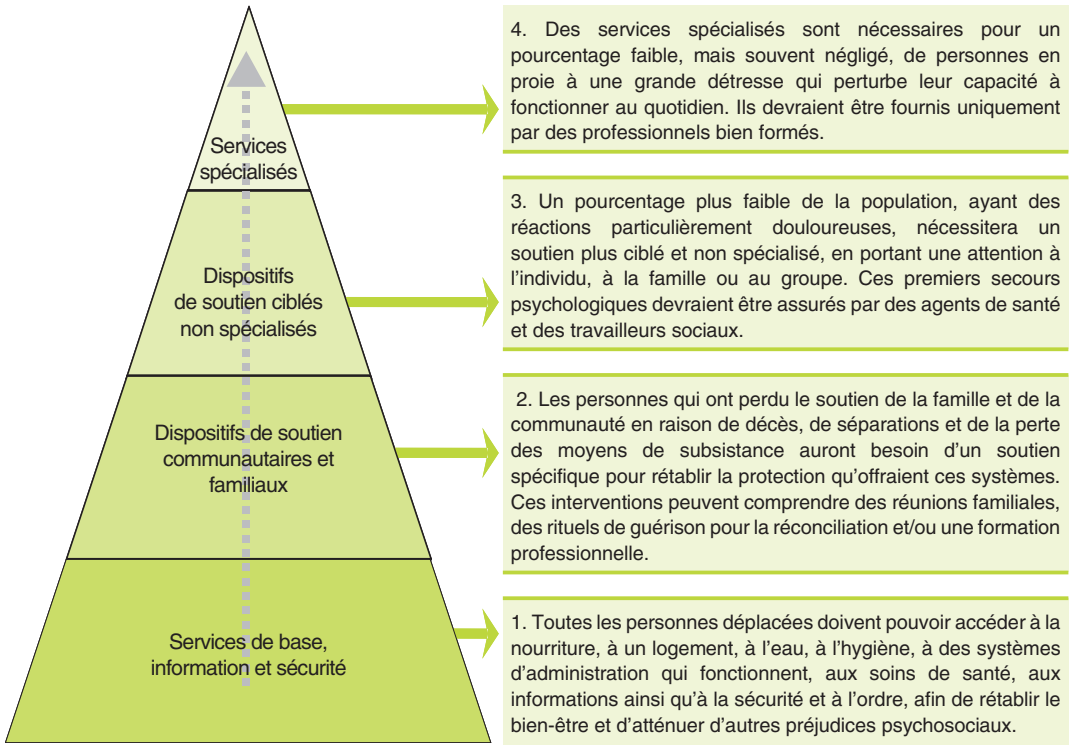 Services
spécialisés
4. Des services spécialisés sont nécessaires pour un
pourcentage faible, mais souvent négligé, de personnes en
proie à une grande détresse qui perturbe leur capacité à
fonctionner au quotidien. Ils devraient être fournis uniquement
par des professionnels bien formés.
Dispositifs
de soutien ciblés
non spécialisés
3. Un pourcentage plus faible de la population, ayant des
réactions particulièrement douloureuses, nécessitera un
soutien plus ciblé et non spécialisé, en portant une attention à
l’individu, à la famille ou au groupe. Ces premiers secours
psychologiques devraient être assurés par des agents de santé
et des travailleurs sociaux.
Dispositifs de soutien
communautaires et
familiaux
2. Les personnes qui ont perdu le soutien de la famille et de la
communauté en raison de décès, de séparations et de la perte
des moyens de subsistance auront besoin d’un soutien
spécifique pour rétablir la protection qu’offraient ces systèmes.
Ces interventions peuvent comprendre des réunions familiales,
des rituels de guérison pour la réconciliation et/ou une formation
professionnelle.
Services de base,
information et sécurité
1. Toutes les personnes déplacées doivent pouvoir accéder à la
nourriture, à un logement, à l’eau, à l’hygiène, à des systèmes
d’administration qui fonctionnent, aux soins de santé, aux
informations ainsi qu’à la sécurité et à l’ordre, afin de rétablir le
bien-être et d’atténuer d’autres préjudices psychosociaux.